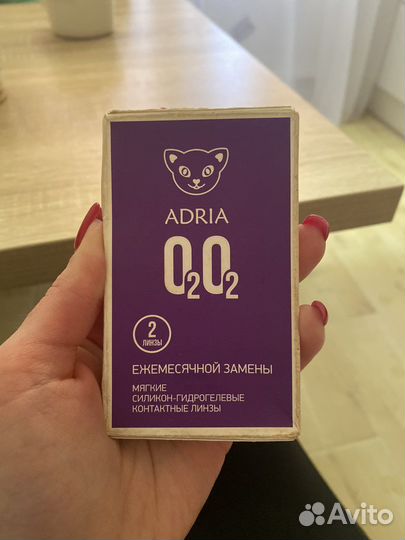 ADRIA
O2O2
2
ЛИНЗЫ
ЕЖЕМЕСЯЧНОЙ ЗАМЕНЫ
МЯГКИЕ
СИЛИКОН-ГИДРОГЕЛЕВЫЕ
КОНТАКТНЫЕ ЛИНЗЫ
Avito